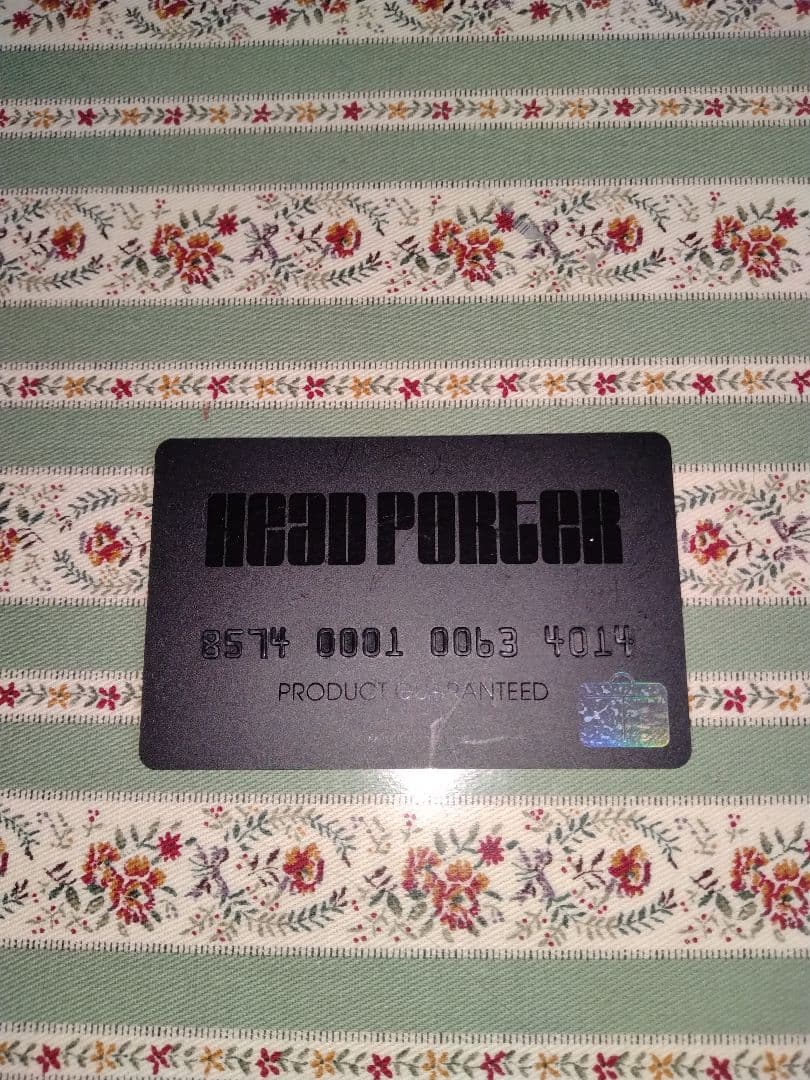 HEAD PORTER
8574 0001 0063 4014
PRODUCT GUARANTEED